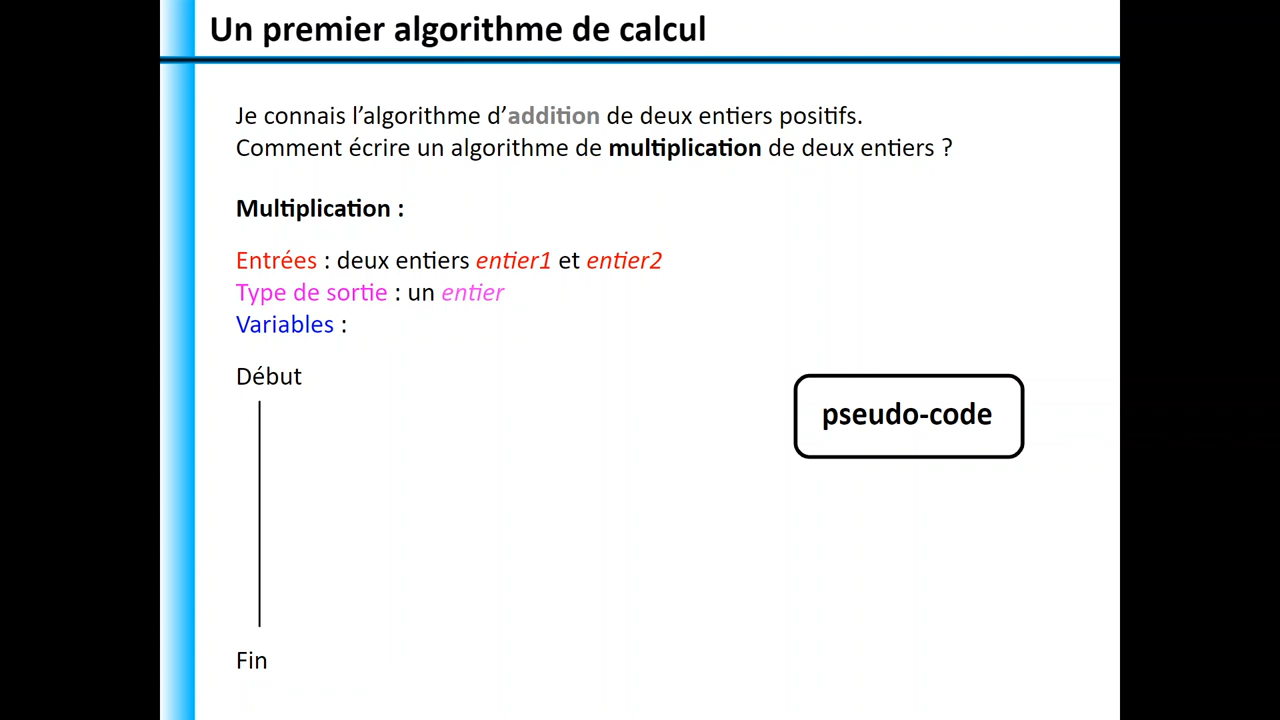 Un premier algorithme de calcul
Je connais l’algorithme d’addition de deux entiers positifs.
Comment écrire un algorithme de multiplication de deux entiers ?
Multiplication :
Entrées : deux entiers entier1 et entier2
Type de sortie : un entier
Variables :
Début
pseudo-code
Fin